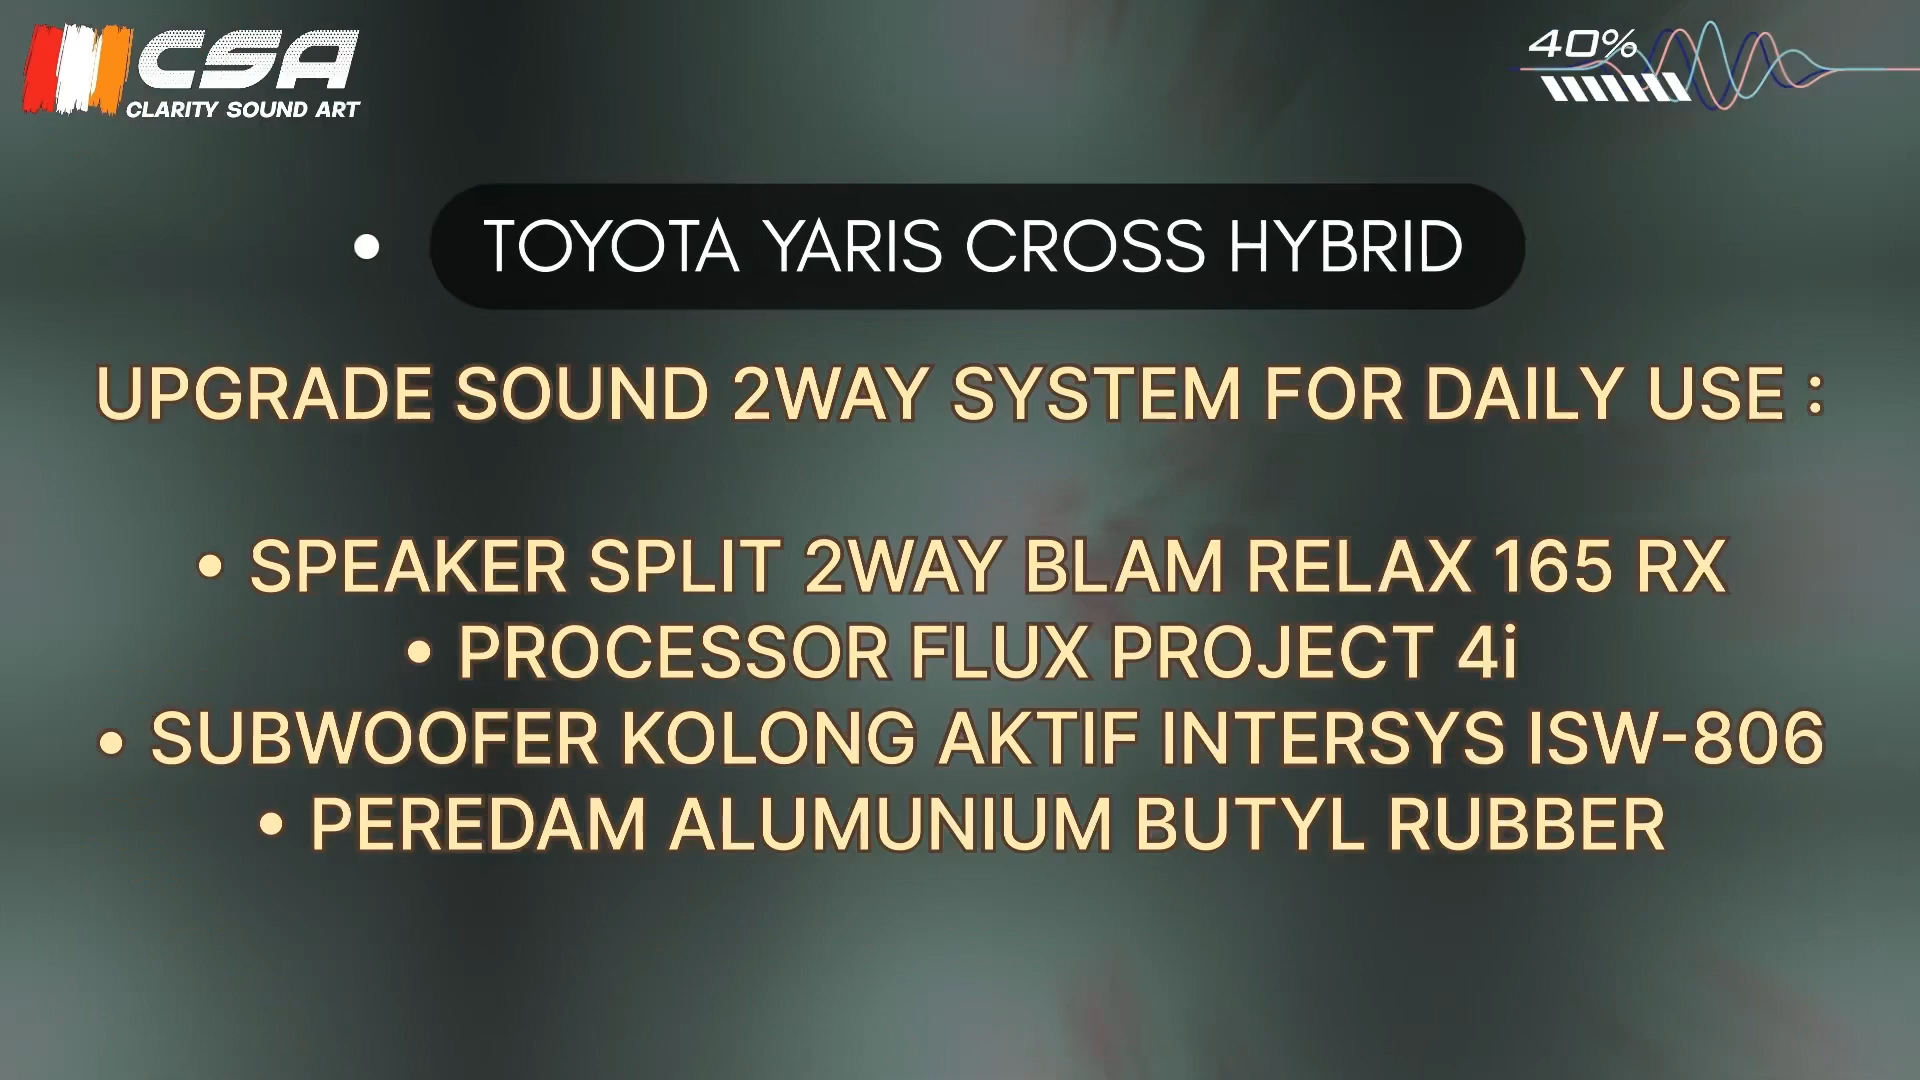 CSA
CLARITY SOUND ART
40%
• TOYOTA YARIS CROSS HYBRID
UPGRADE SOUND 2WAY SYSTEM FOR DAILY USE :
• SPEAKER SPLIT 2WAY BLAM RELAX 165 RX
• PROCESSOR FLUX PROJECT 4i
• SUBWOOFER KOLONG AKTIF INTERSYS ISW-806
• PEREDAM ALUMUNIUM BUTYL RUBBER